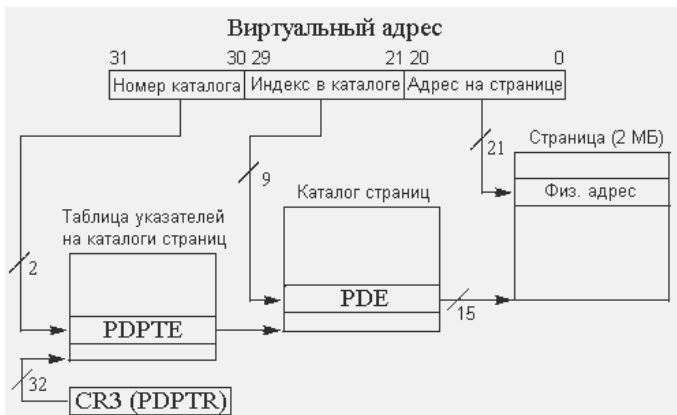 Виртуальный адрес
31 30 29 21 20 0
Номер каталога Индекс в каталоге Адрес на странице
21
Страница (2 МБ)
9
Физ. адрес
Каталог страниц
Таблица указателей
на каталоги страниц
2
PDE
15
PDPTE
32
CR3 (PDPTR)